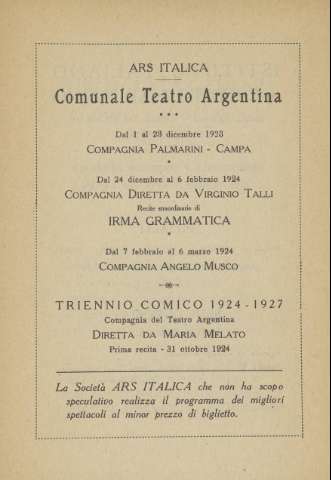 ARS ITALICA
Comunale Teatro Argentina
* * *
Dal 1 al 23 dicembre 1923
COMPAGNIA PALMARINI - CAMPA
*
Dal 24 dicembre al 6 febbraio 1924
COMPAGNIA DIRETTA DA VIRGINIO TALLI
Recite straordinarie di
IRMA GRAMMATICA
*
Dal 7 febbraio al 6 marzo 1924
COMPAGNIA ANGELO MUSCO
TRIENNIO COMICO 1924 - 1927
Compagnia del Teatro Argentina
DIRETTA DA MARIA MELATO
Prima recita - 31 ottobre 1924
La Società ARS ITALICA che non ha scopo
speculativo realizza il programma dei migliori
spettacoli al minor prezzo di biglietto.